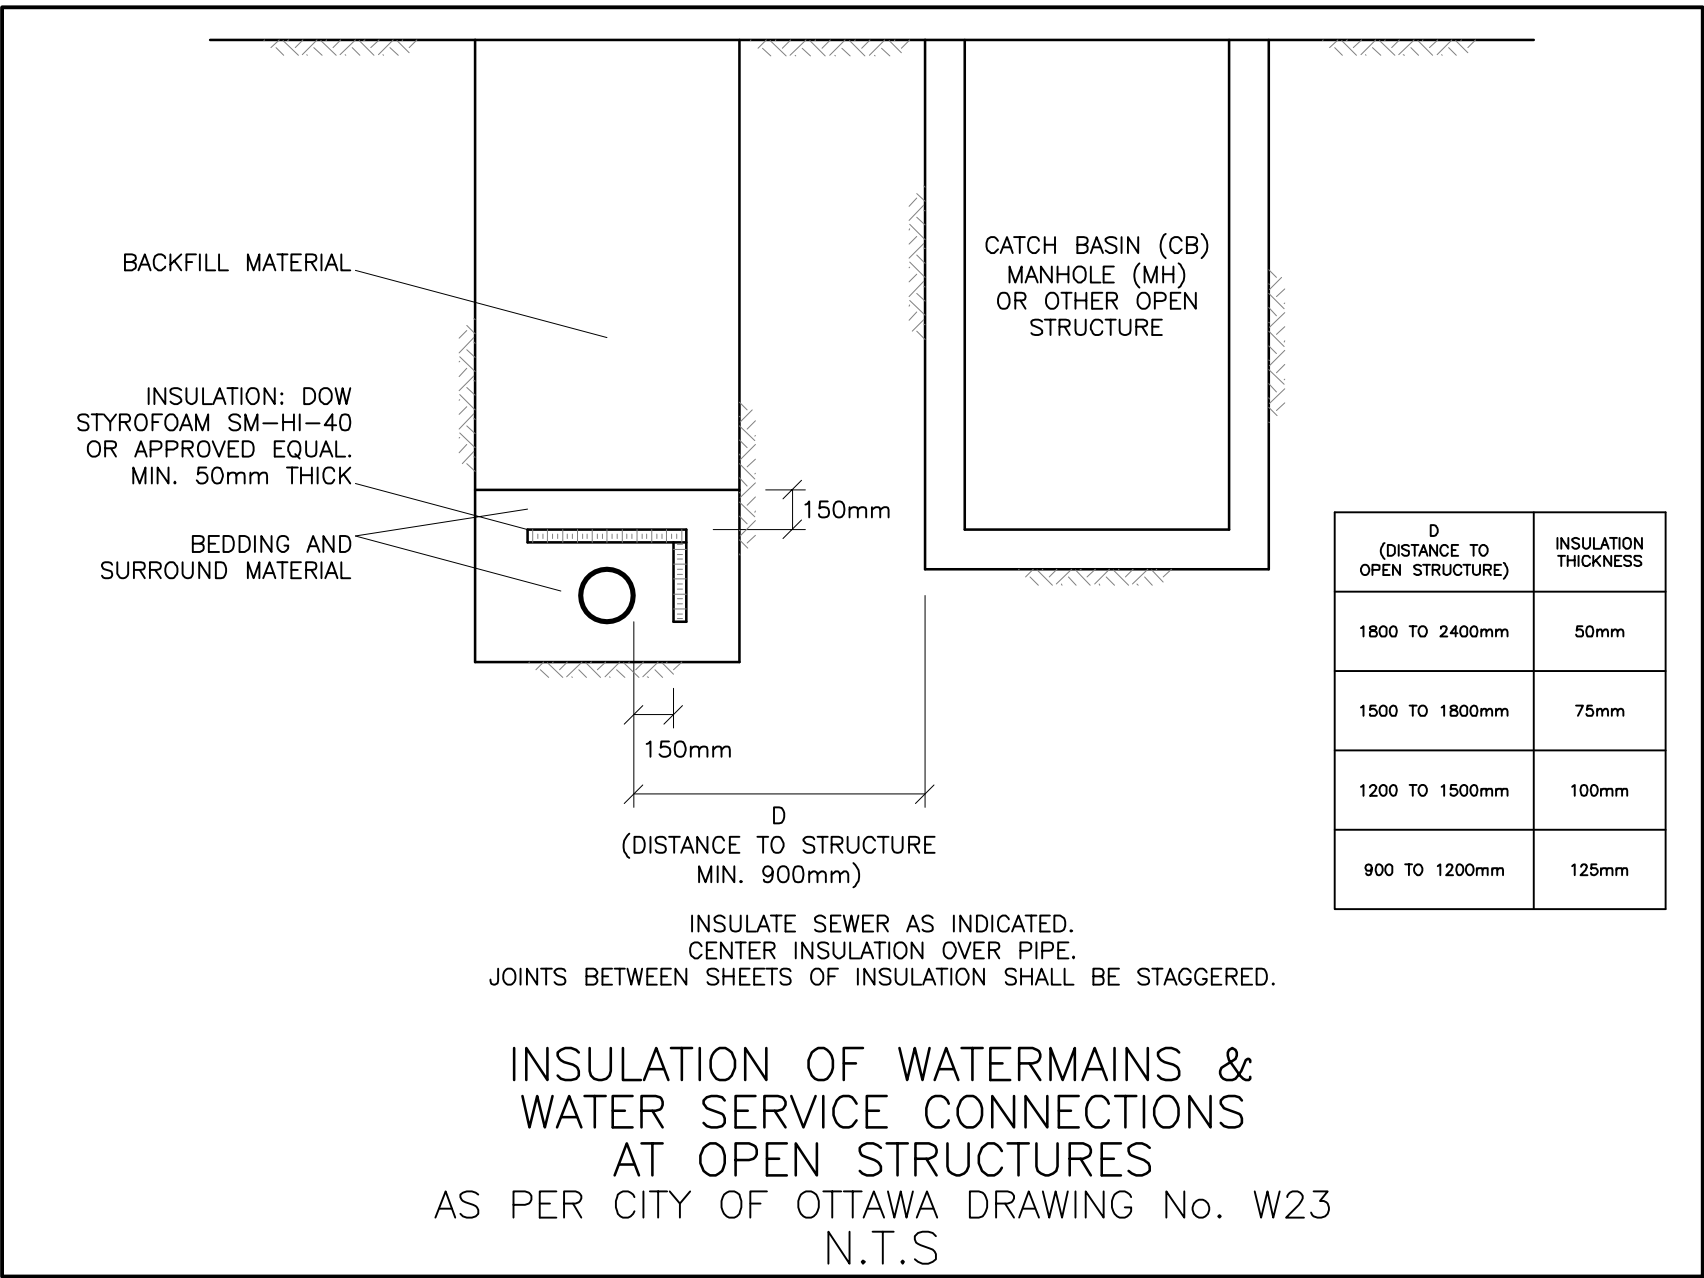 BACKFILL MATERIAL
INSULATION: DOW
STYROFOAM SM-HI-40
OR APPROVED EQUAL.
MIN. 50mm THICK
BEDDING AND
SURROUND MATERIAL
CATCH BASIN (CB)
MANHOLE (MH)
OR OTHER OPEN
STRUCTURE
150mm
150mm
D
(DISTANCE TO STRUCTURE
MIN. 900mm)
D
(DISTANCE TO
OPEN STRUCTURE)
INSULATION
THICKNESS
1800 TO 2400mm
50mm
1500 TO 1800mm
75mm
1200 TO 1500mm
100mm
900 TO 1200mm
125mm
INSULATE SEWER AS INDICATED.
CENTER INSULATION OVER PIPE.
JOINTS BETWEEN SHEETS OF INSULATION SHALL BE STAGGERED.
INSULATION OF WATERMAINS &
WATER SERVICE CONNECTIONS
AT OPEN STRUCTURES
AS PER CITY OF OTTAWA DRAWING No. W23
N.T.S